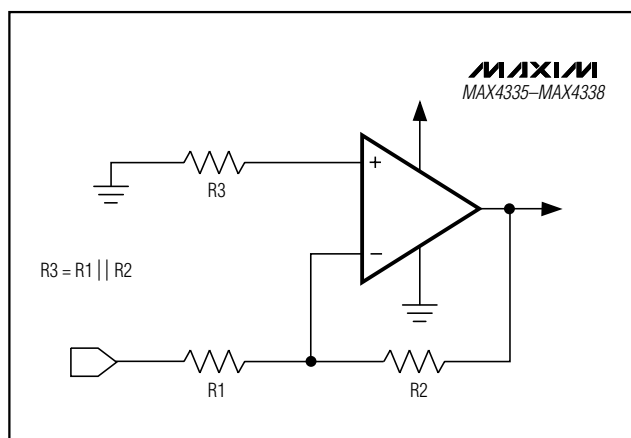 MAXIM
MAX4335–MAX4338
R3
+
−
R3 = R1 || R2
R1
R2